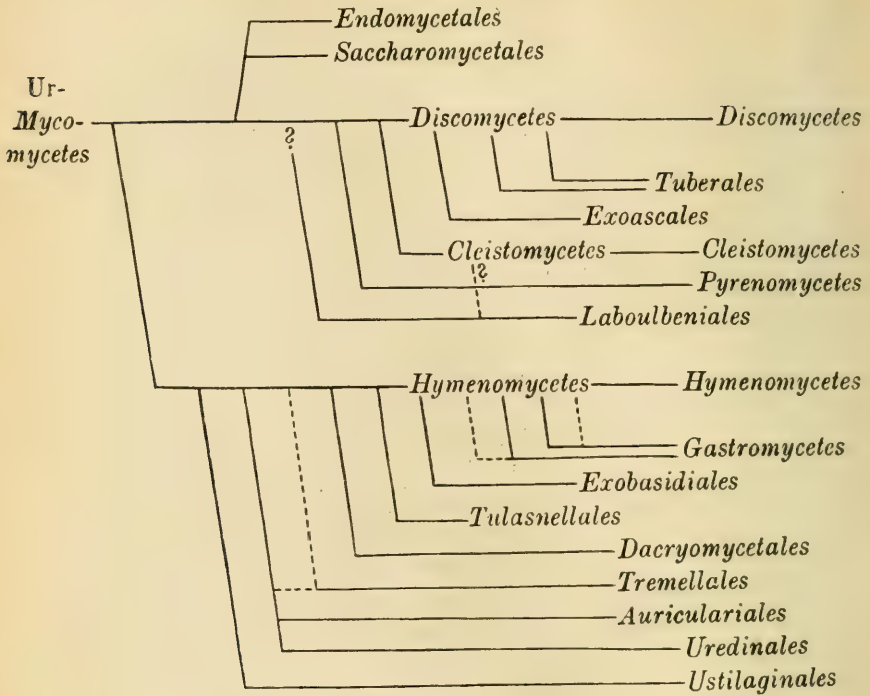 Endomycetales
Saccharomycetales
Ur-
Myco-
mycetes
Discomycetes Discomycetes
?
Tuberales
Exoascales
Cleistomycetes Cleistomycetes
?
Pyrenomycetes
Laboulbeniales
Hymenomycetes Hymenomycetes
Gastromycetes
Exobasidiales
Tulasnellales
Dacryomycetales
Tremellales
Auriculariales
Uredinales
Ustilaginales